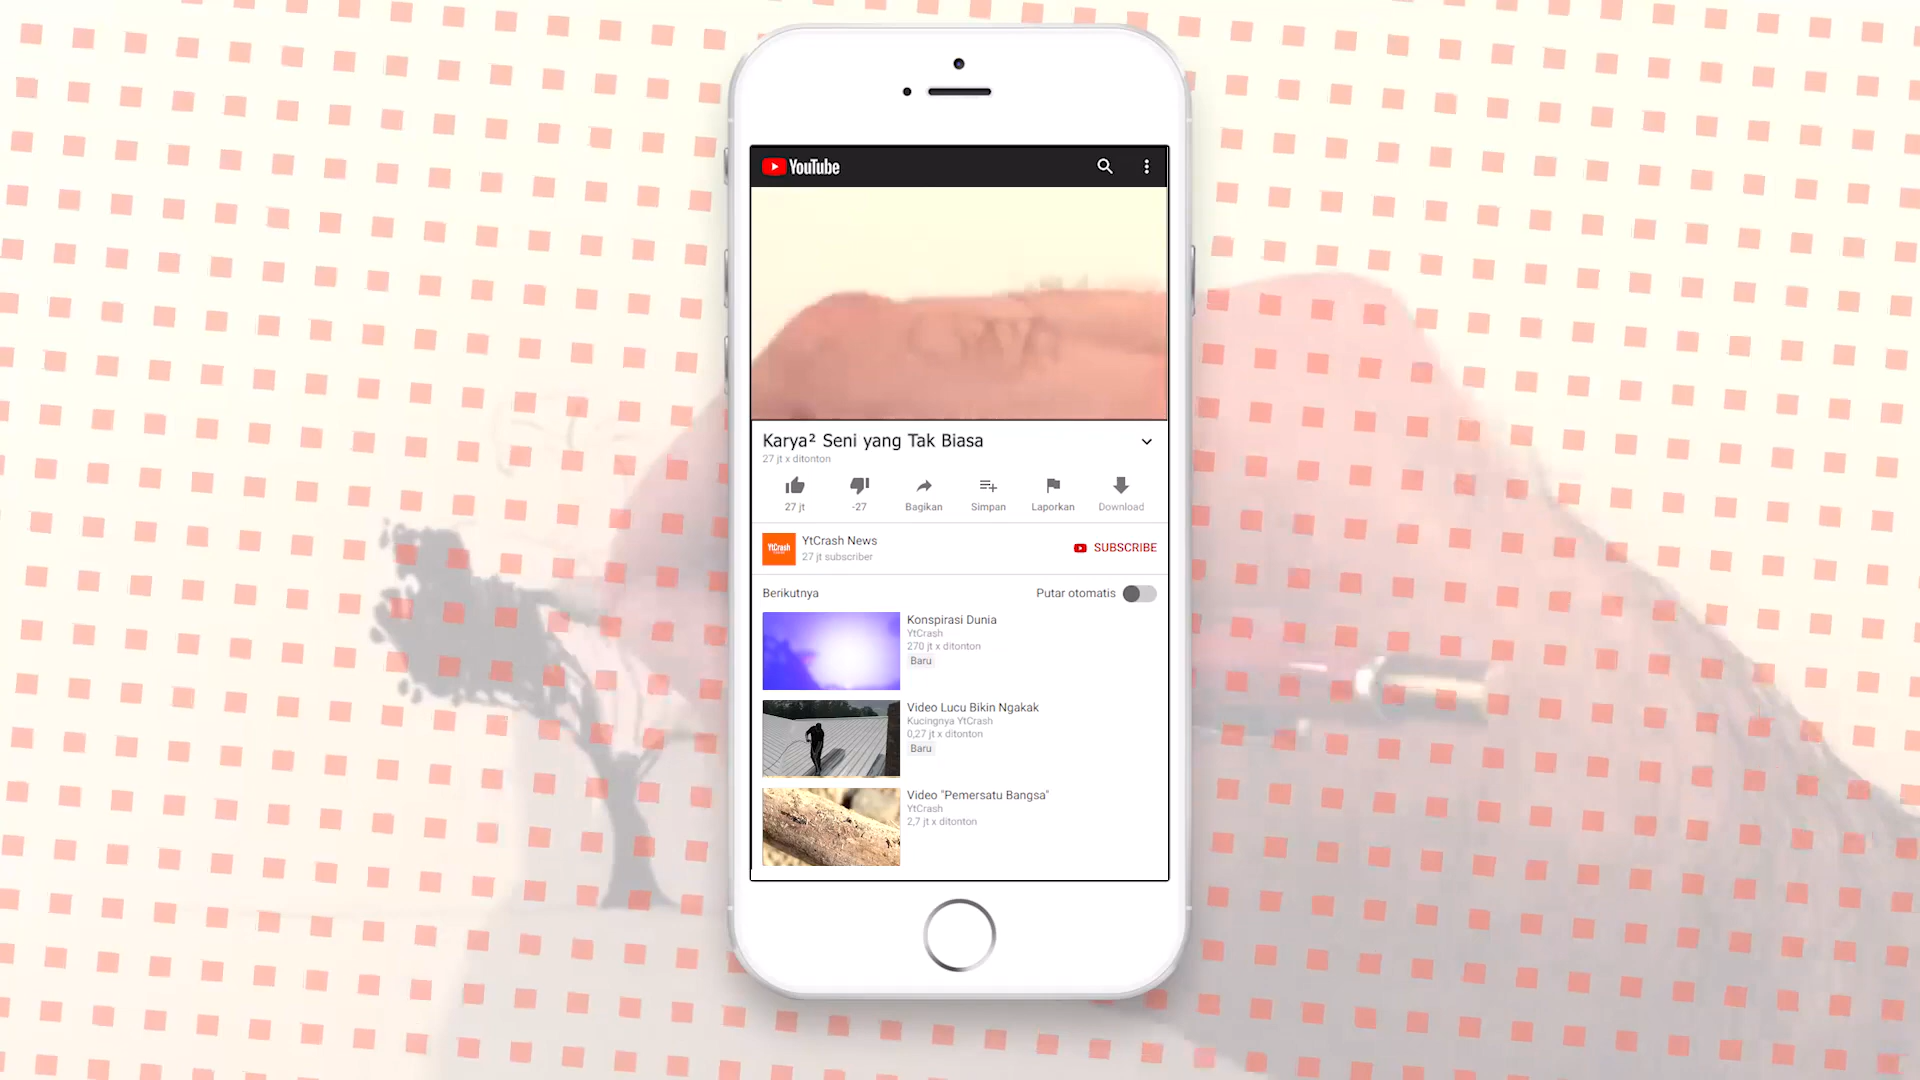 YouTube
Karya² Seni yang Tak Biasa
27 jt x ditonton
27 jt
-27
Bagikan
Simpan
Laporkan
Download
YtCrash
YtCrash News
27 jt subscriber
SUBSCRIBE
Berikutnya
Putar otomatis
Konspirasi Dunia
YtCrash
270 jt x ditonton
Baru
Video Lucu Bikin Ngakak
Kucingnya YtCrash
0,27 jt x ditonton
Baru
Video "Pemersatu Bangsa"
YtCrash
2,7 jt x ditonton